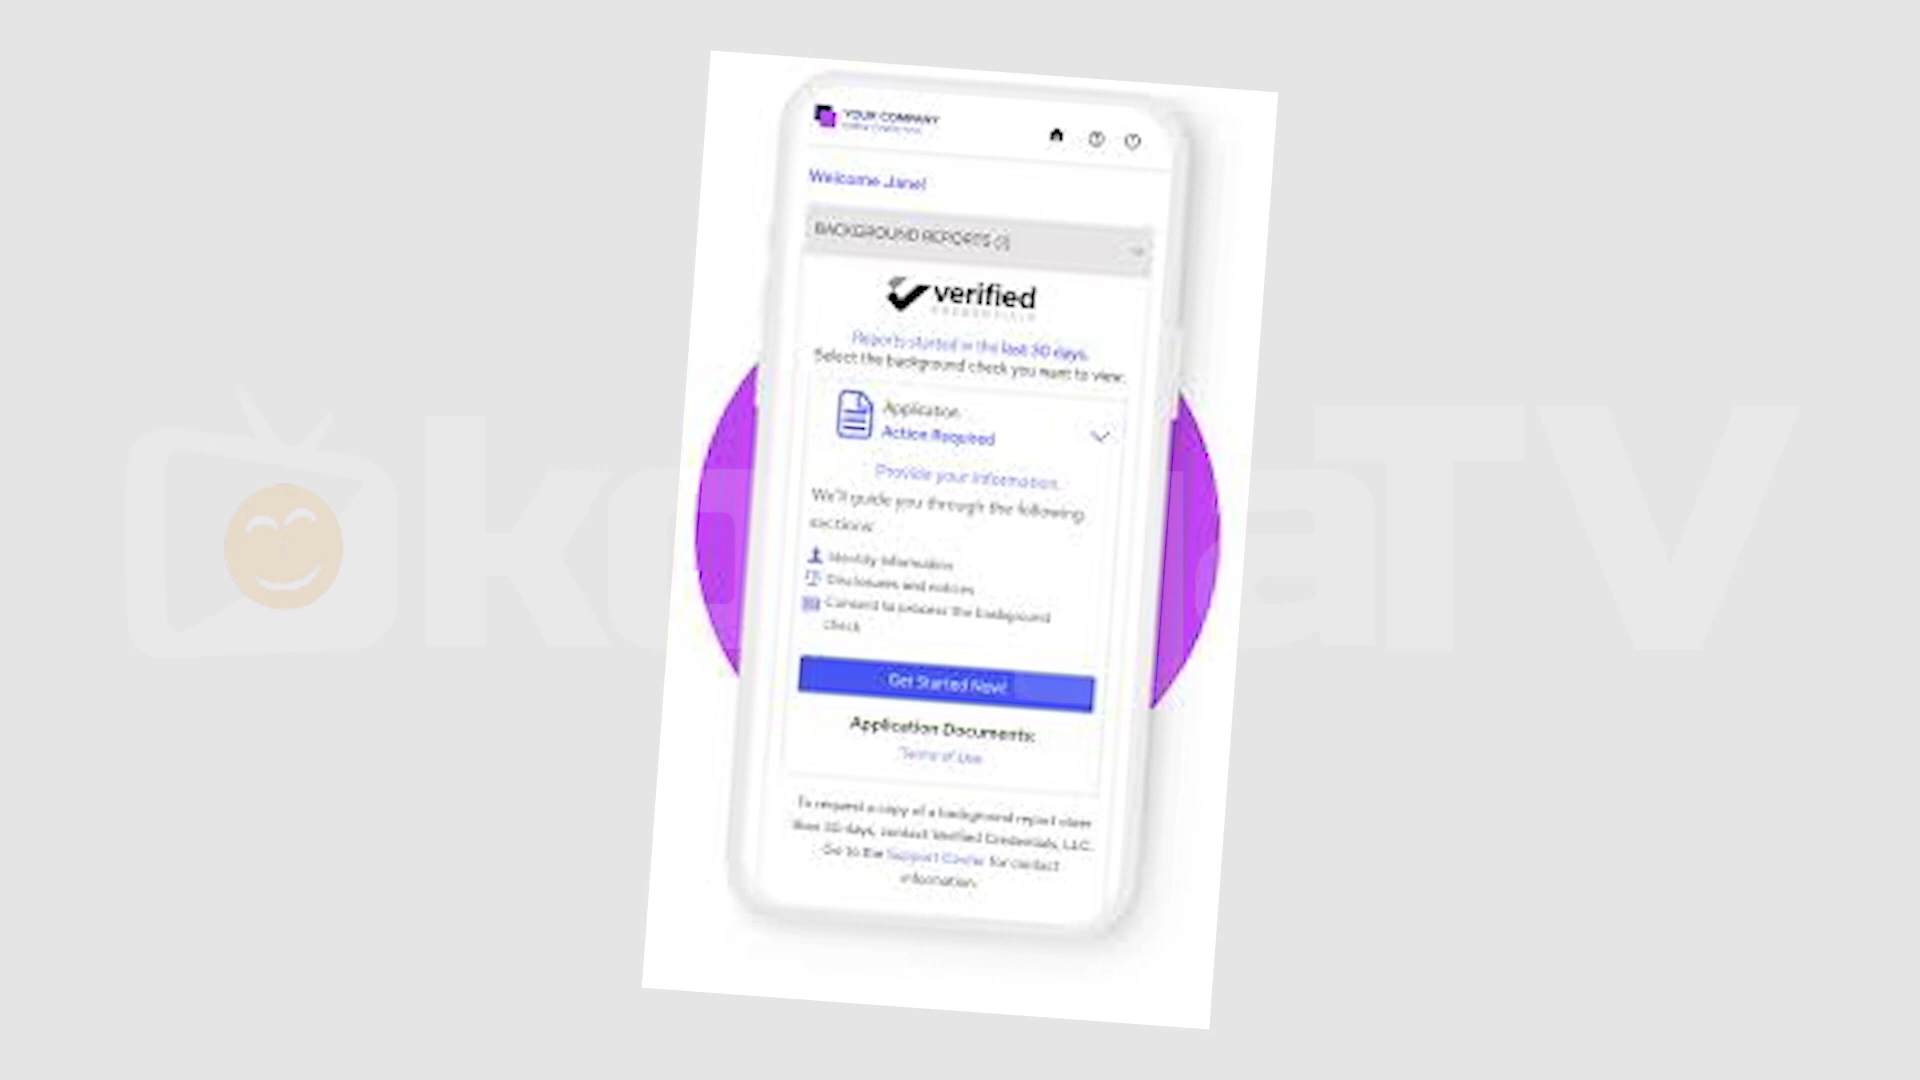 YOUR COMPANY
Welcome Jane!
BACKGROUND REPORTS
verified
CREDENTIALS
Reports started in the last 30 days.
Select the background check you want to view.
Application
Action Required
Provide your information.
We'll guide you through the following
sections:
Identity information
Disclosures and notices
Consent to process the background
check
Get Started Now!
Application Documents:
Terms of Use
To request a copy of a background report older
than 30 days, contact Verified Credentials, LLC.
Go to the Support Center for contact
information.